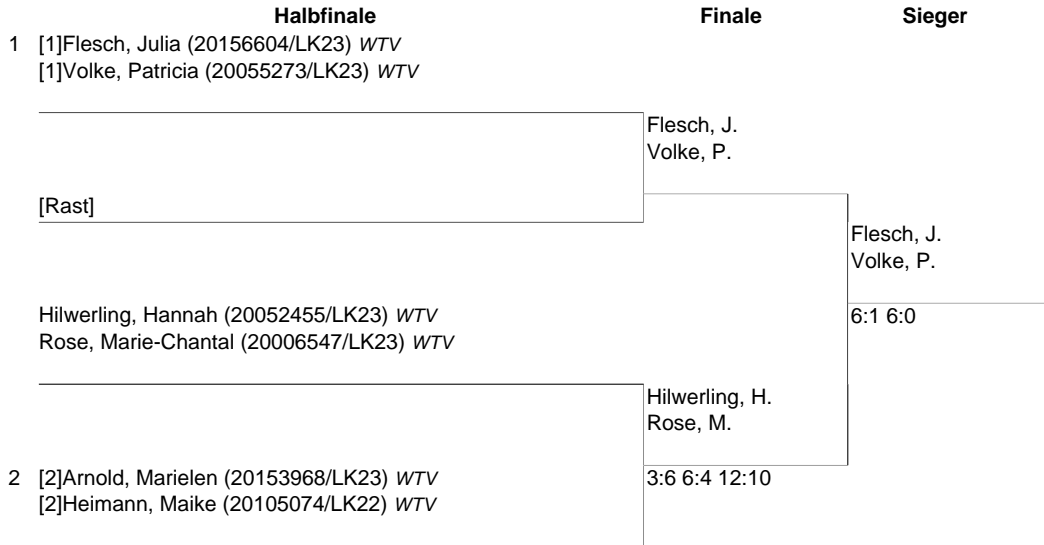 Halbfinale Finale Sieger
1 [1]Flesch, Julia (20156604/LK23) WTV
[1]Volke, Patricia (20055273/LK23) WTV
Flesch, J.
Volke, P.
[Rast]
Flesch, J.
Volke, P.
Hilwerling, Hannah (20052455/LK23) WTV
6:1 6:0
Rose, Marie-Chantal (20006547/LK23) WTV
Hilwerling, H.
Rose, M.
2 [2]Arnold, Marielen (20153968/LK23) WTV
3:6 6:4 12:10
[2]Heimann, Maike (20105074/LK22) WTV